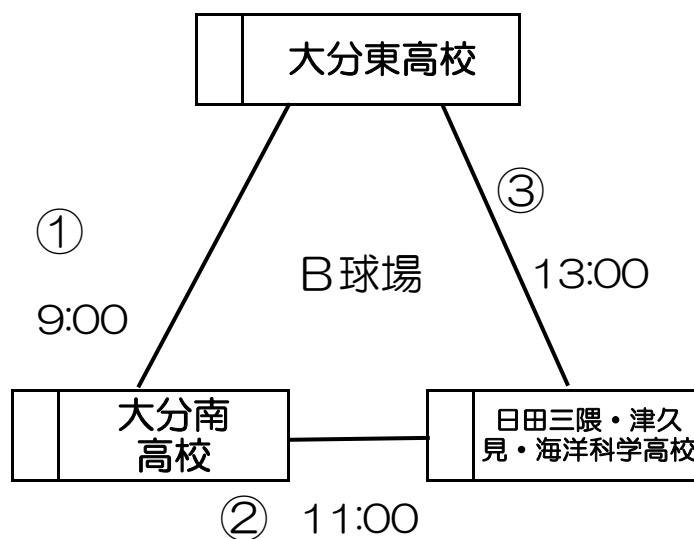 大分東高校
①
③
B球場
13:00
9:00
大分南
高校
日田三隈・津久
見・海洋科学高校
② 11:00